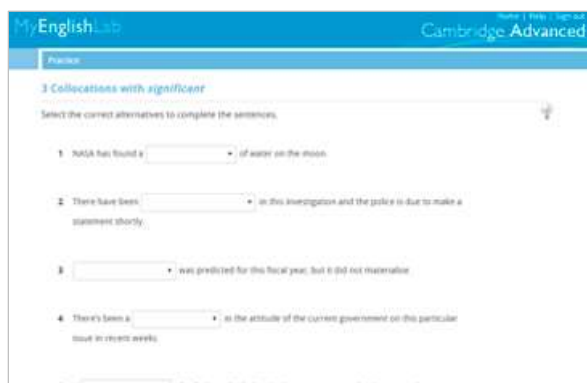 Home | Help | Sign out
MyEnglishLab
Cambridge Advanced
Practice
3 Collocations with significant
Select the correct alternatives to complete the sentences.
1 NASA has found a of water on the moon.
2 There have been in this investigation and the police is due to make a
statement shortly.
3 was predicted for this fiscal year, but it did not materialise.
4 There's been a in the attitude of the current government on this particular
issue in recent weeks.